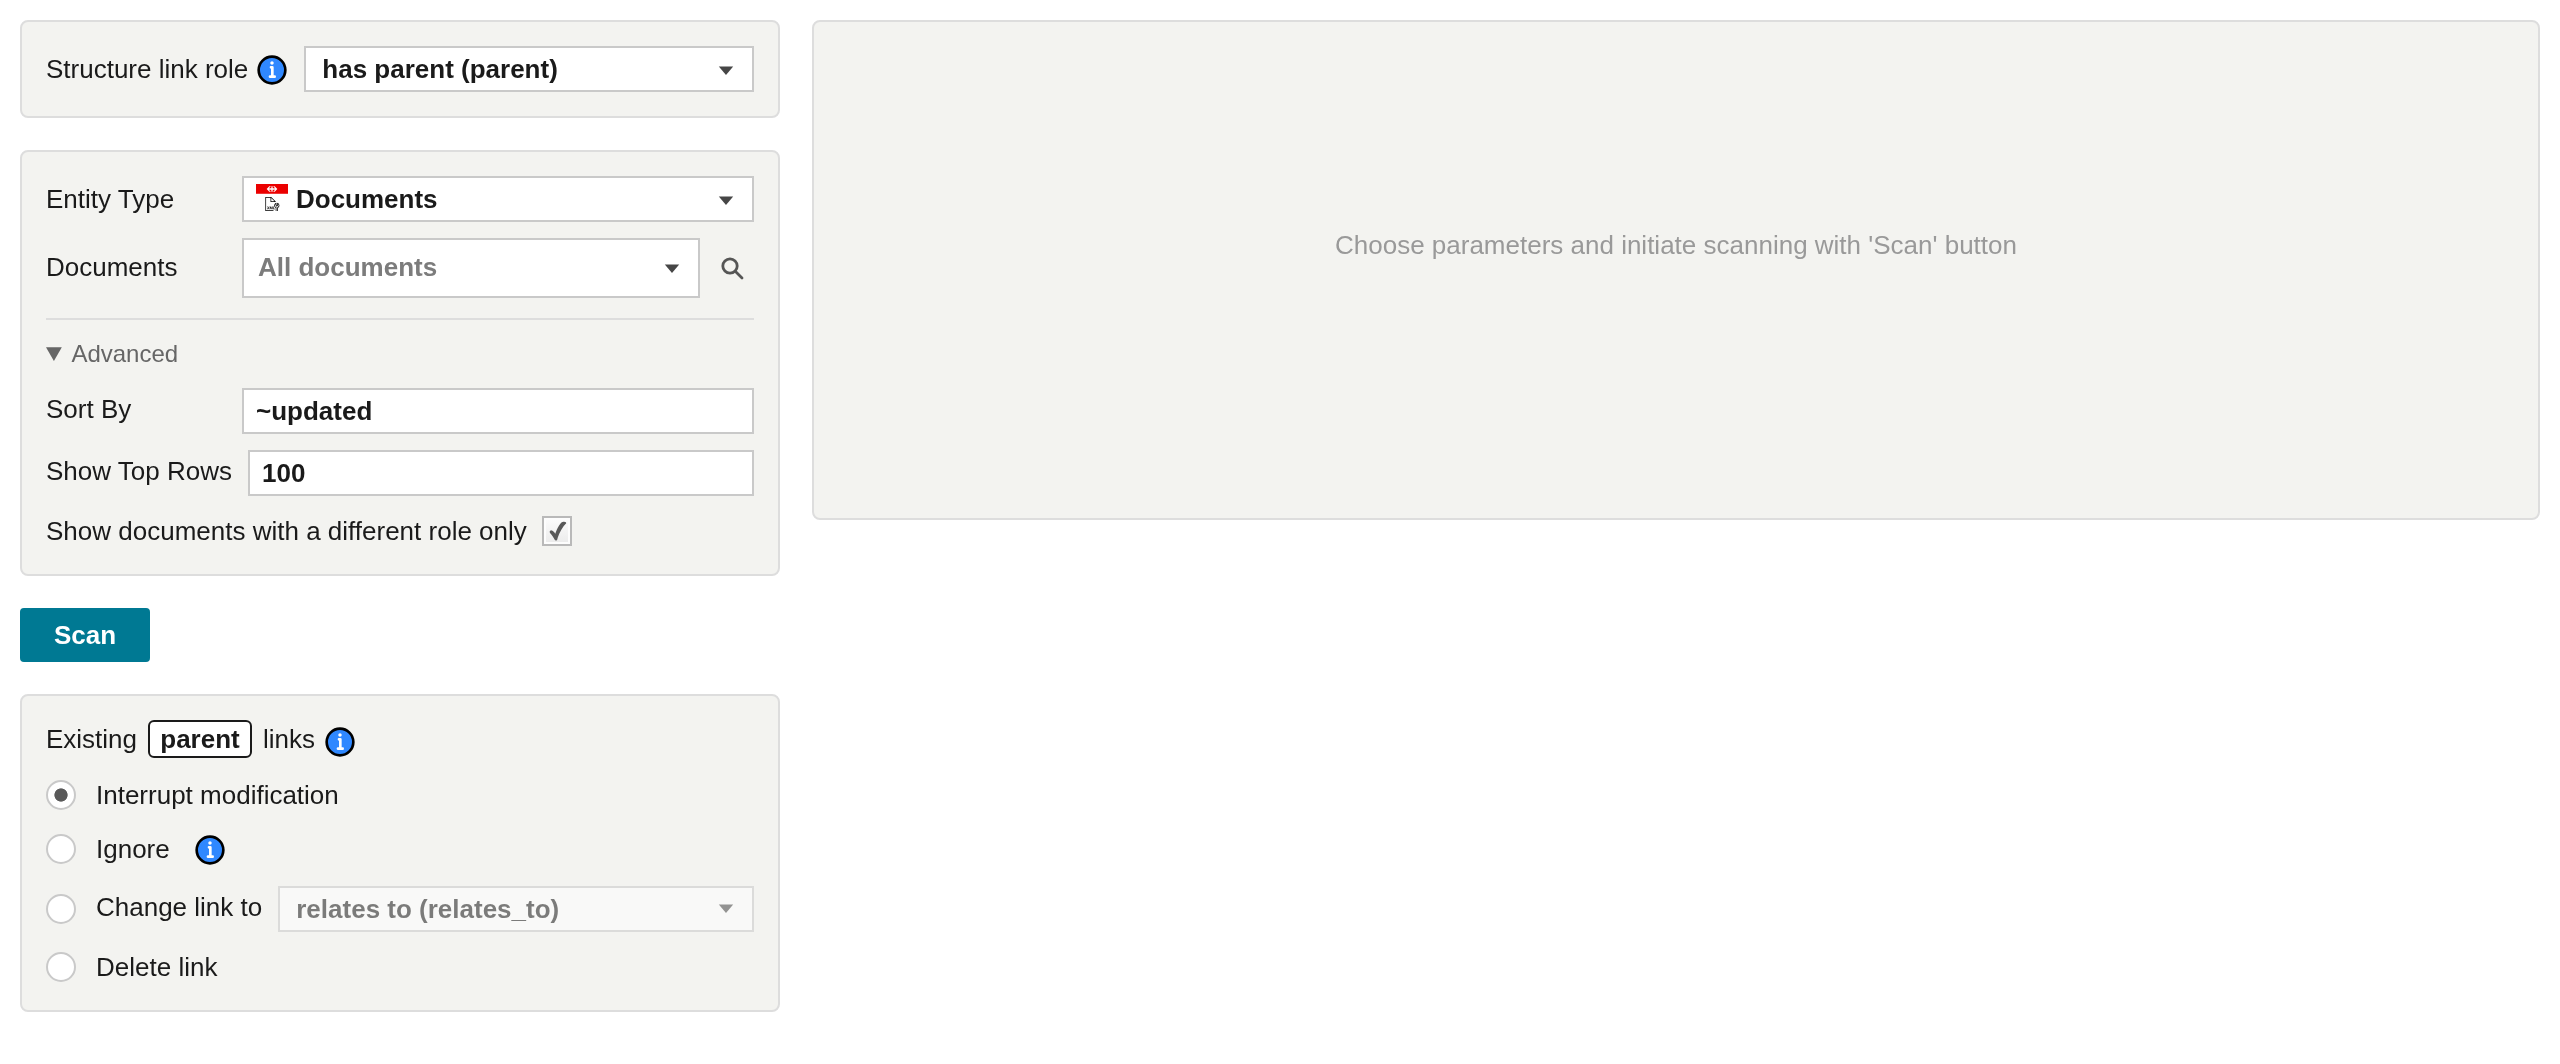 Structure link role
has parent (parent)
Entity Type
Documents
Documents
All documents
Advanced
Sort By
~updated
Show Top Rows
100
Show documents with a different role only
Scan
Existing parent links
Interrupt modification
Ignore
Change link to
relates to (relates_to)
Delete link
Choose parameters and initiate scanning with 'Scan' button